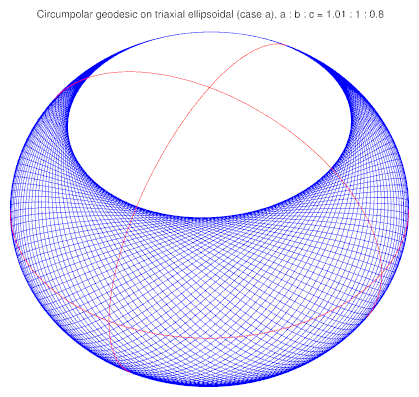 Circumpolar geodesic on triaxial ellipsoidal (case a), a : b : c = 1.01 : 1 : 0.8